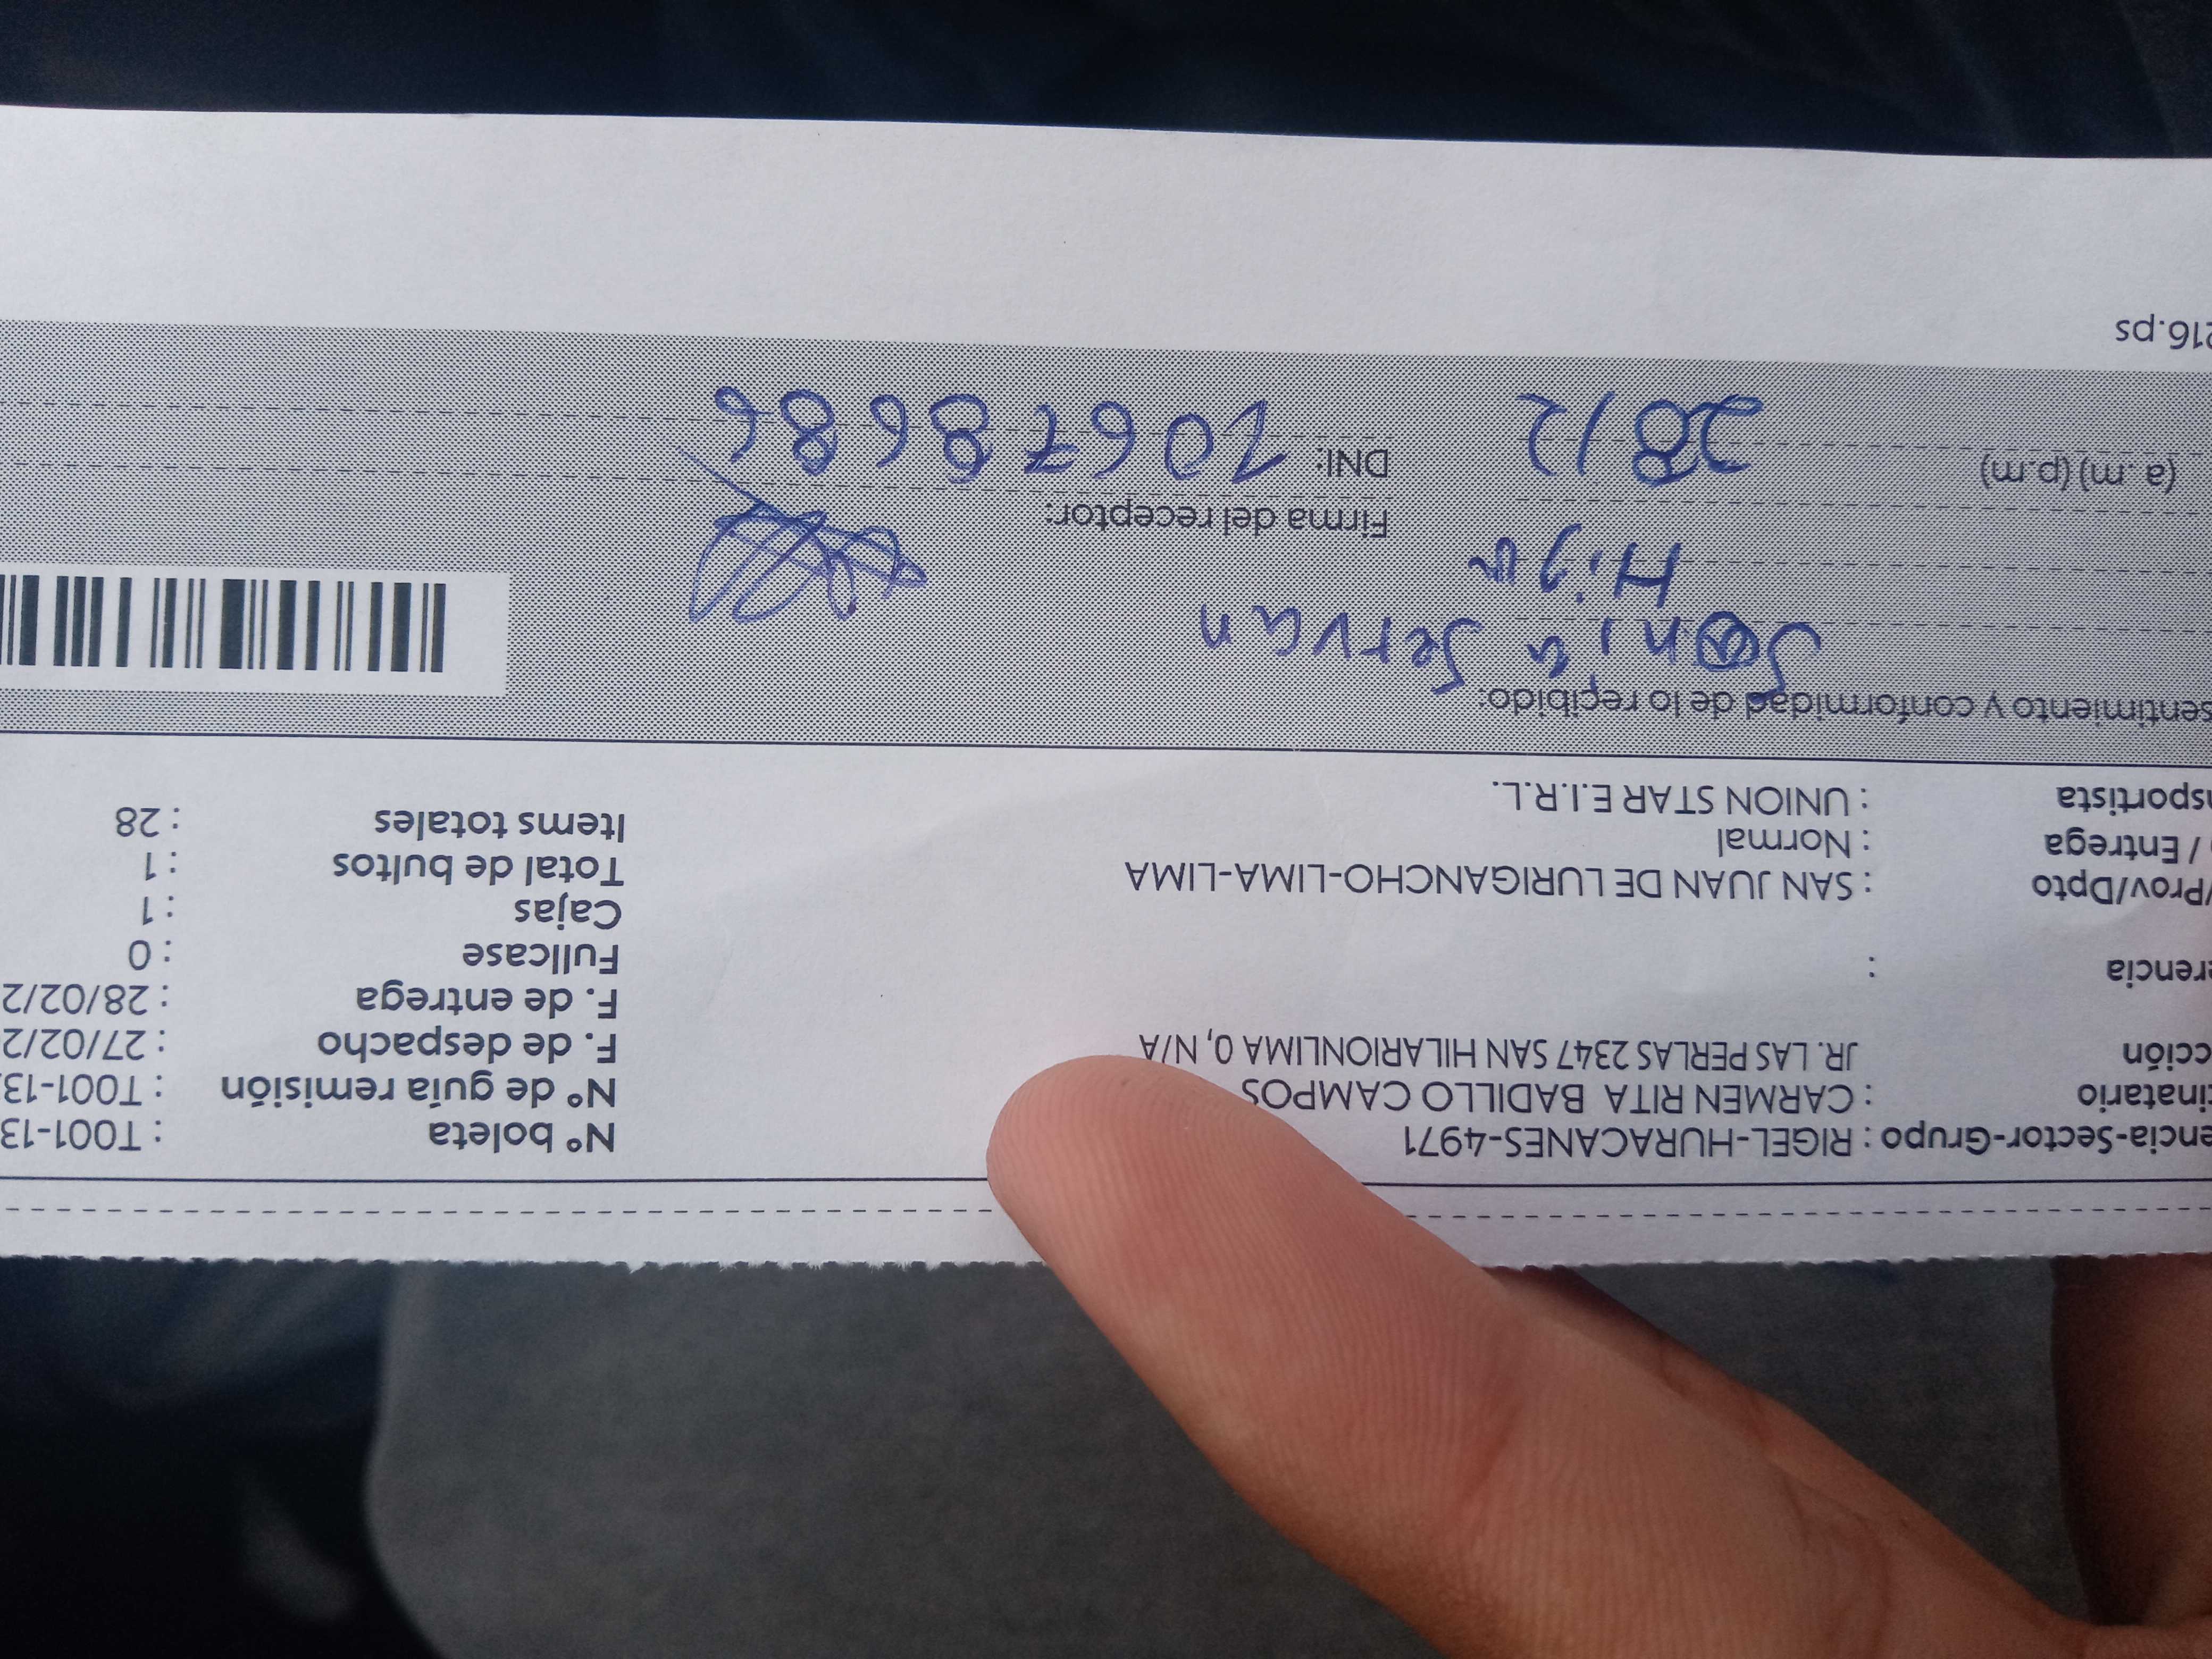 encia-Sector-Grupo : RIGEL-HURACANES-4971
inatario : CARMEN RITA BADILLO CAMPOS
cción JR. LAS PERLAS 2347 SAN HILARIONLIMA 0, N/A
erencia :
/Prov/Dpto : SAN JUAN DE LURIGANCHO-LIMA-LIMA
/ Entrega : Normal
sportista : UNION STAR E.I.R.L.
N° boleta : T001-13
N° de guía remisión : T001-13
F. de despacho : 27/02/2
F. de entrega : 28/02/2
Fullcase : 0
Cajas : 1
Total de bultos : 1
Items totales : 28
sentimiento y conformidad de lo recibido:
Sonia Servan
Hija
Firma del receptor:
(a. m) (p.m) 28/2
DNI: 10678686
216.ps